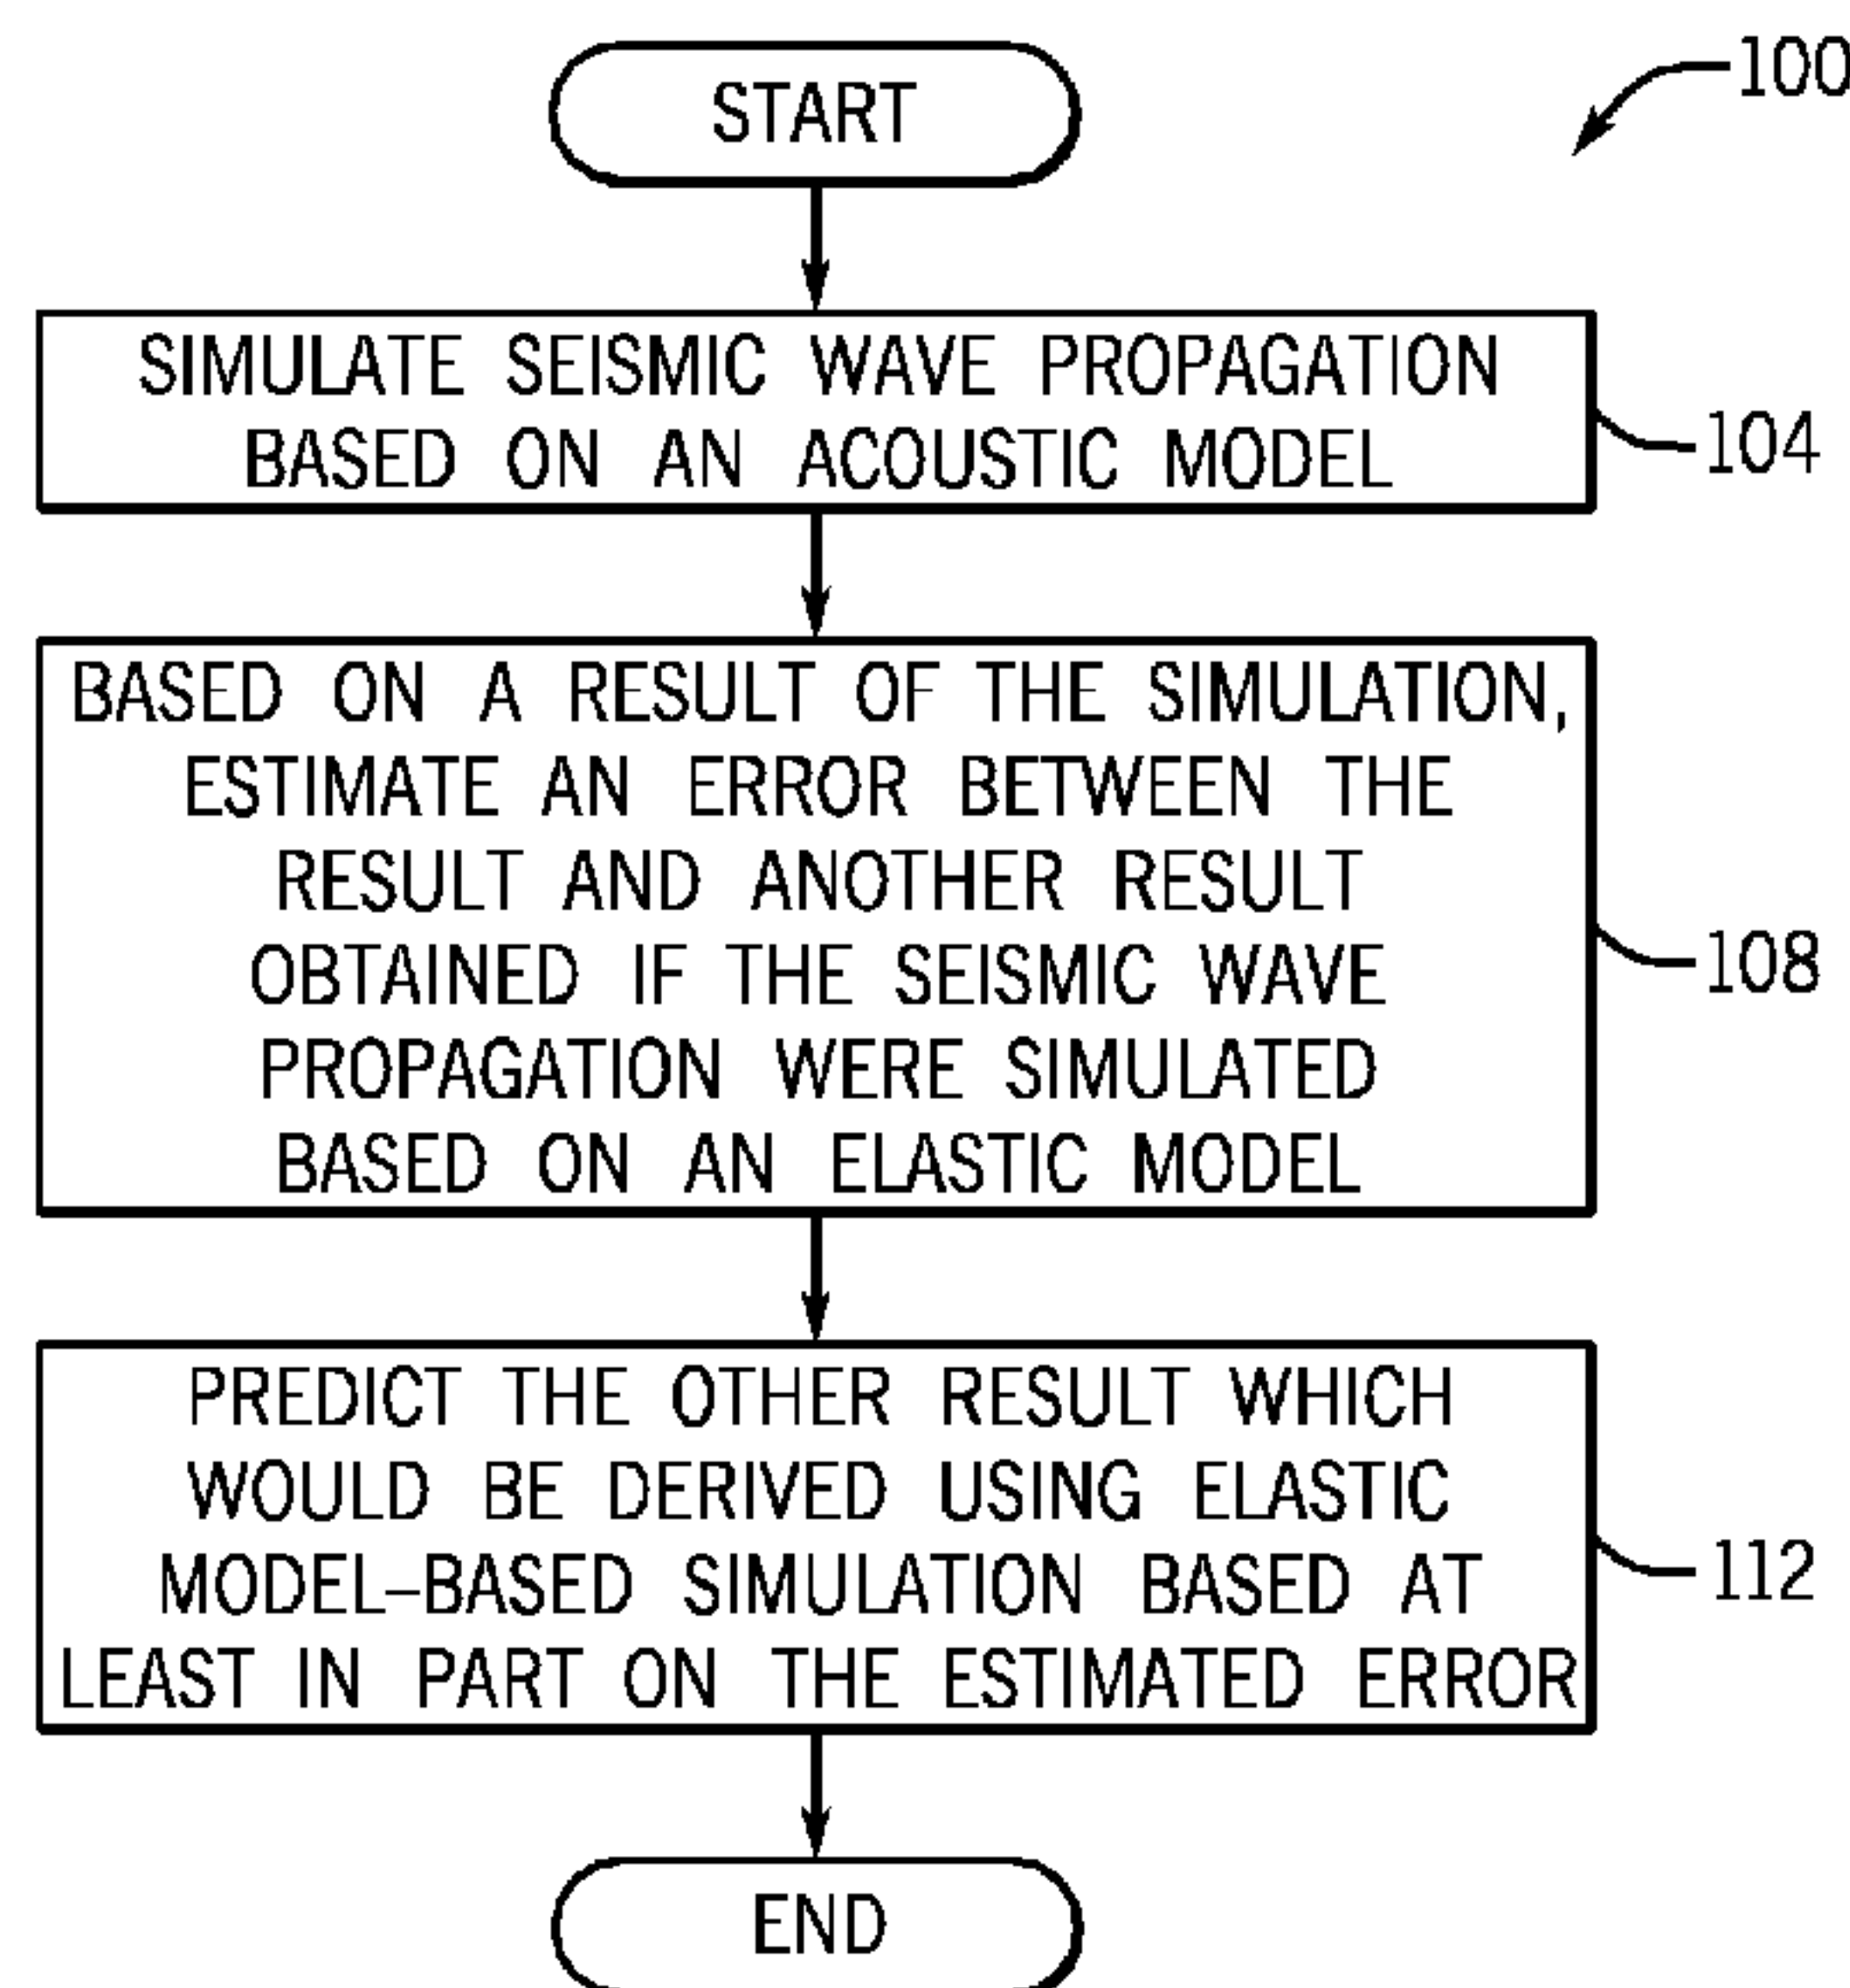 START
100
SIMULATE SEISMIC WAVE PROPAGATION
BASED ON AN ACOUSTIC MODEL
104
BASED ON A RESULT OF THE SIMULATION,
ESTIMATE AN ERROR BETWEEN THE
RESULT AND ANOTHER RESULT
OBTAINED IF THE SEISMIC WAVE
PROPAGATION WERE SIMULATED
BASED ON AN ELASTIC MODEL
108
PREDICT THE OTHER RESULT WHICH
WOULD BE DERIVED USING ELASTIC
MODEL–BASED SIMULATION BASED AT
LEAST IN PART ON THE ESTIMATED ERROR
112
END